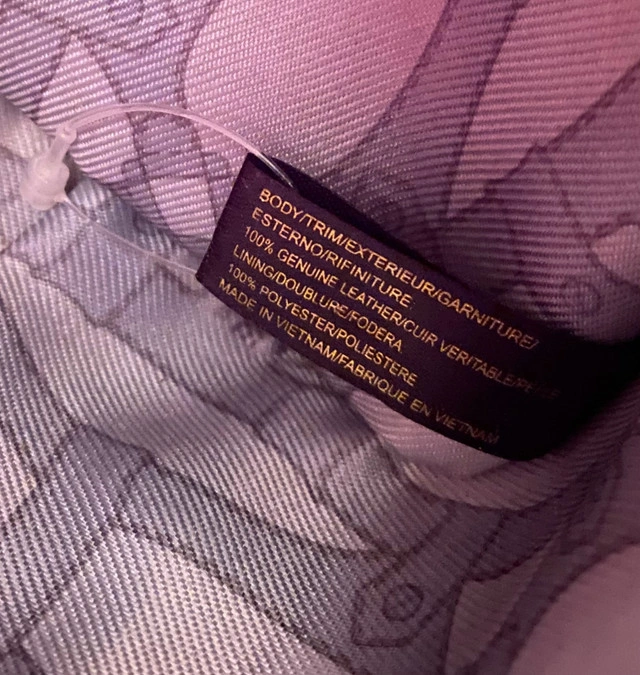 BODY/TRIM/EXTERIEUR/GARNITURE/
ESTERNO/RIFINITURE
100% GENUINE LEATHER/CUIR VERITABLE/
LINING/DOUBLURE/FODERA
100% POLYESTER/POLIESTERE
MADE IN VIETNAM/FABRIQUE EN VIETNAM